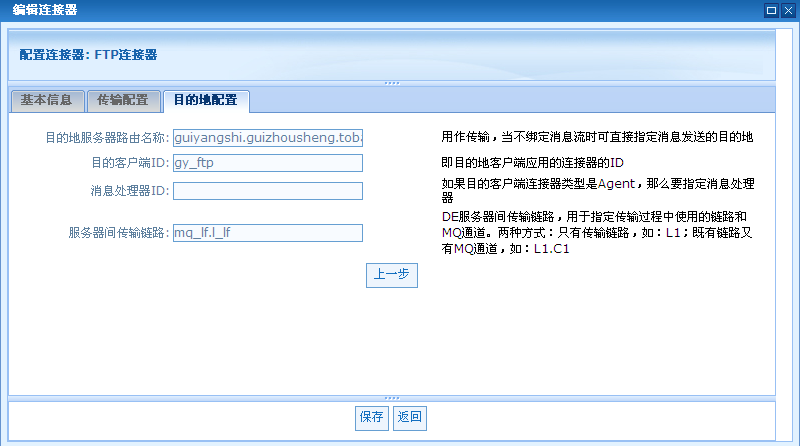 编辑连接器
配置连接器: FTP连接器
基本信息 传输配置 目的地配置
目的地服务器路由名称: guiyangshi.guizhousheng.toba 用作传输，当不绑定消息流时可直接指定消息发送的目的地
目的客户端ID: gy_ftp 即目的地客户端应用的连接器的ID
消息处理器ID: 如果目的客户端连接器类型是Agent，那么要指定消息处理
器
DE服务器间传输链路，用于指定传输过程中使用的链路和
服务器间传输链路: mq_lf.l_lf MQ通道。两种方式：只有传输链路，如：L1；既有链路又
有MQ通道，如：L1.C1
上一步
保存 返回